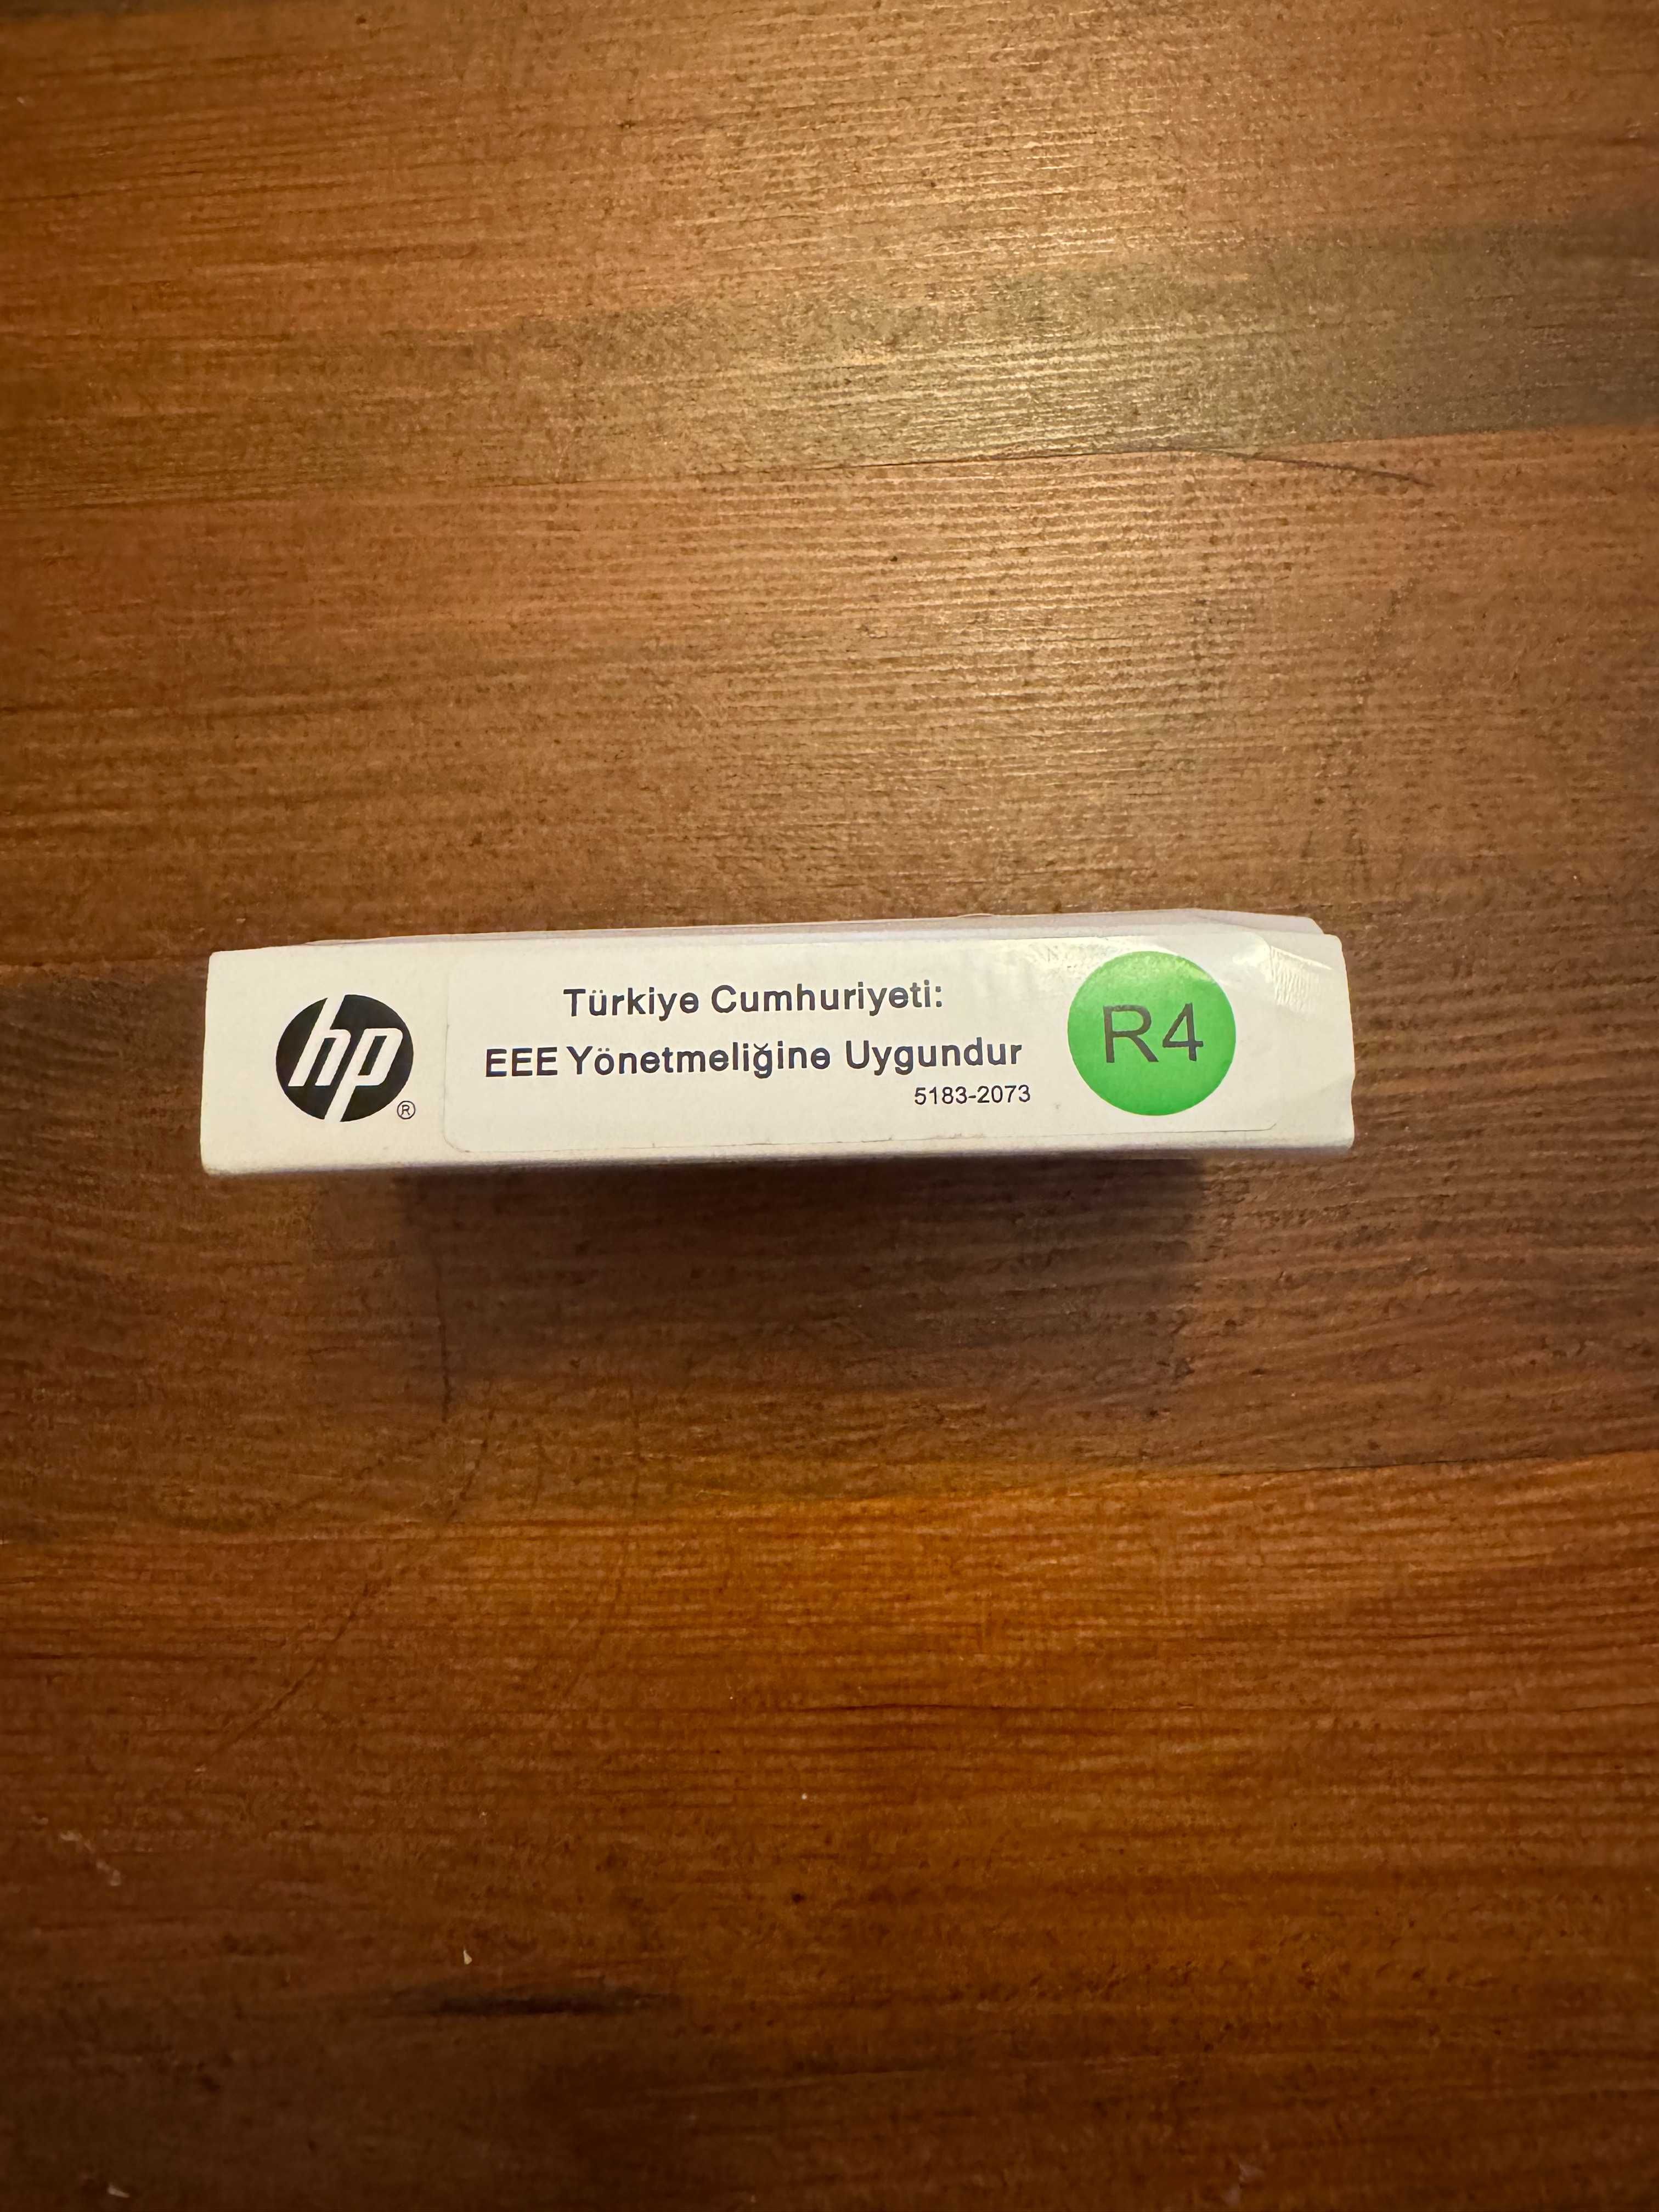 hp®
Türkiye Cumhuriyeti:
EEE Yönetmeliğine Uygundur
5183-2073
R4